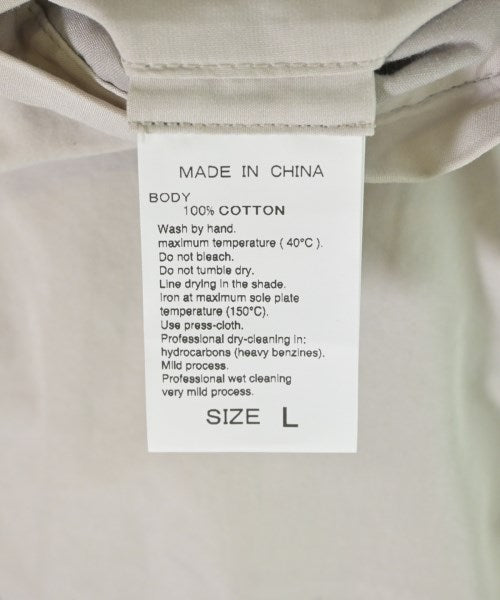 MADE IN CHINA
BODY
100% COTTON
Wash by hand.
maximum temperature ( 40°C ).
Do not bleach.
Do not tumble dry.
Line drying in the shade.
Iron at maximum sole plate
temperature (150°C).
Use press-cloth.
Professional dry-cleaning in:
hydrocarbons (heavy benzines).
Mild process.
Professional wet cleaning
very mild process.
SIZE L